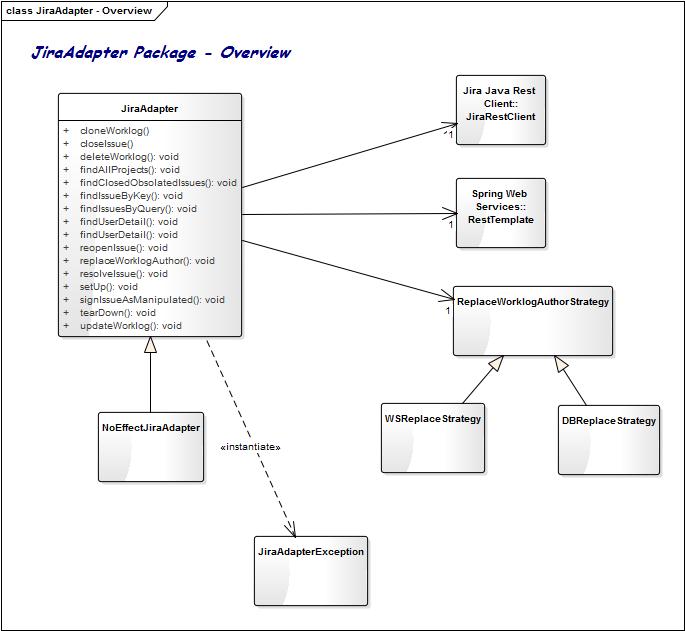 class JiraAdapter - Overview
JiraAdapter Package - Overview
JiraAdapter
+ cloneWorklog()
+ closeIssue()
+ deleteWorklog(): void
+ findAllProjects(): void
+ findClosedObsolatedIssues(): void
+ findIssueByKey(): void
+ findIssuesByQuery(): void
+ findUserDetail(): void
+ findUserDetail(): void
+ reopenIssue(): void
+ replaceWorklogAuthor(): void
+ resolveIssue(): void
+ setUp(): void
+ signIssueAsManipulated(): void
+ tearDown(): void
+ updateWorklog(): void
Jira Java Rest
Client::
JiraRestClient
1
Spring Web
Services::
RestTemplate
1
ReplaceWorklogAuthorStrategy
1
NoEffectJiraAdapter
WSReplaceStrategy
DBReplaceStrategy
«instantiate»
JiraAdapterException